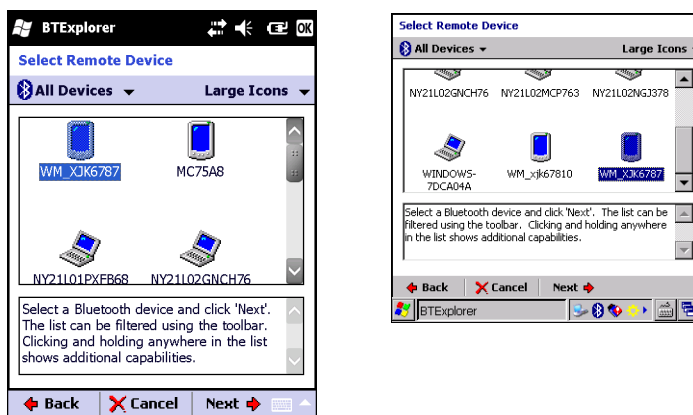 BTExplorer OK
Select Remote Device
All Devices Large Icons
WM_XJK6787 MC75A8
NY21L01PXFB68 NY21L02GNCH76
Select a Bluetooth device and click 'Next'.
The list can be filtered using the toolbar.
Clicking and holding anywhere in the list
shows additional capabilities.
Back Cancel Next
Select Remote Device
All Devices Large Icons
NY21L02GNCH76 NY21L02MCP763 NY21L02NGJ378
WINDOWS-
7DCA04A WM_xjk67810 WM_XJK6787
Select a Bluetooth device and click 'Next'. The list can be
filtered using the toolbar. Clicking and holding anywhere
in the list shows additional capabilities.
Back Cancel Next
BTExplorer